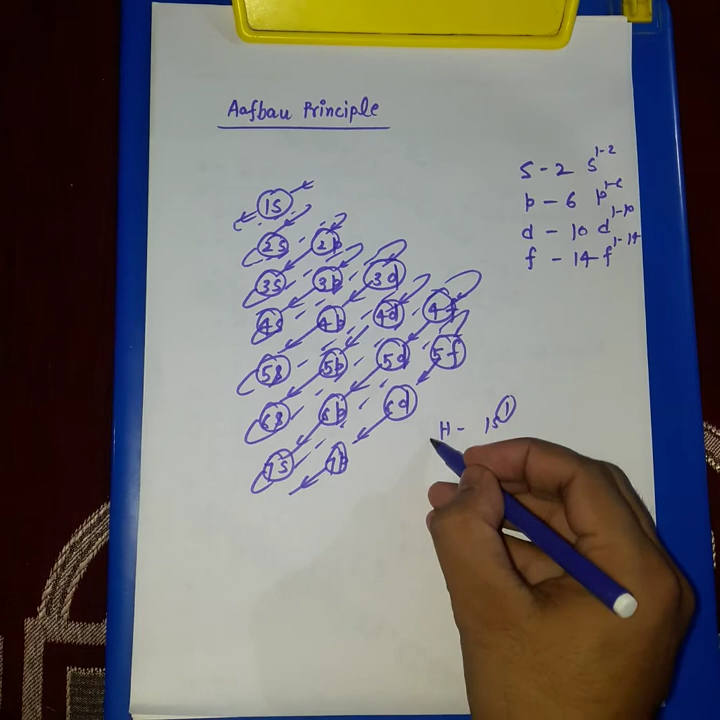 Aafbau Principle
1s
2s 2p
3s 3p 3d
4s 4p 4d 4f
5s 5p 5d 5f
6s 6p 6d
7s 7p
s - 2 s¹⁻²
p - 6 p¹⁻⁶
d - 10 d¹⁻¹⁰
f - 14 f¹⁻¹⁴
H - 1s¹